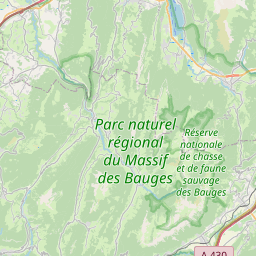 Parc naturel
régional
du Massif
des Bauges
Réserve
nationale
de chasse
et de faune
sauvage
des Bauges
A 430